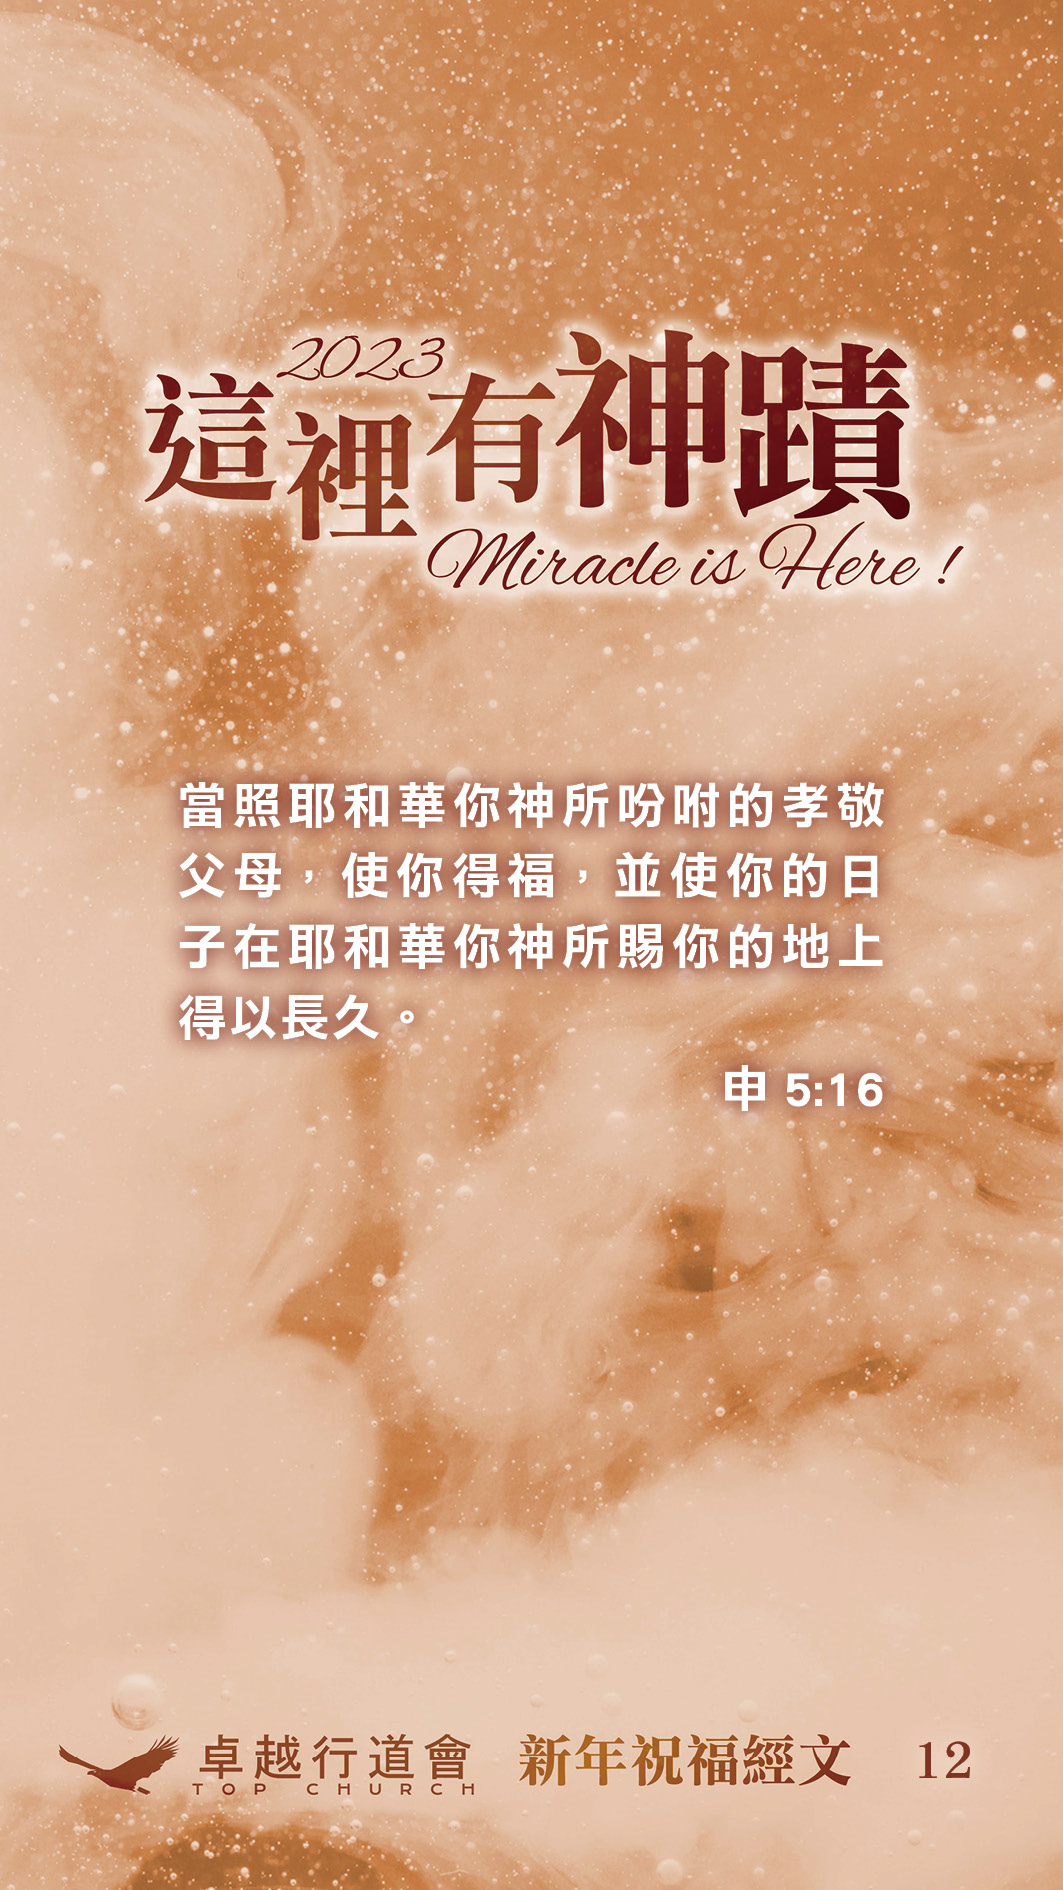 2023
這裡有神蹟
Miracle is Here !
當照耶和華你神所吩咐的孝敬
父母，使你得福，並使你的日
子在耶和華你神所賜你的地上
得以長久。
申 5:16
卓越行道會
TOP CHURCH
新年祝福經文 12